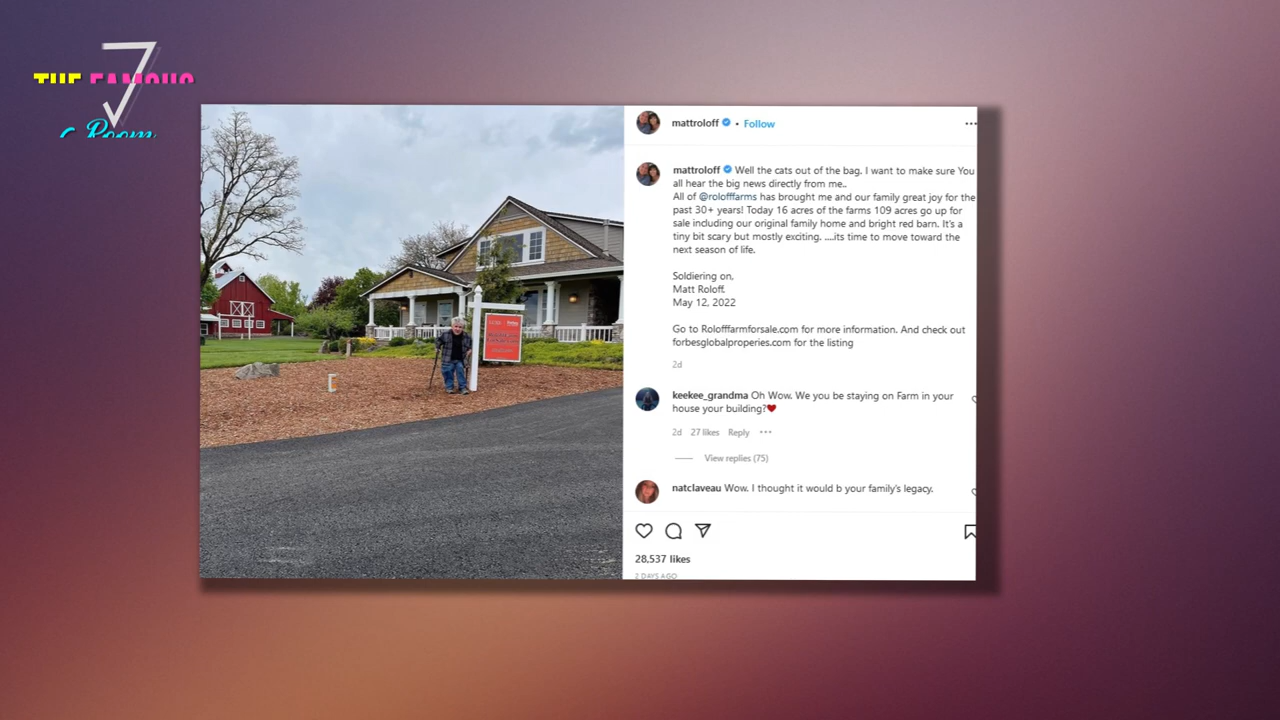 7
THE FAMOUS
Room
mattroloff • Follow
mattroloff Well the cats out of the bag. I want to make sure You
all hear the big news directly from me..
All of @rolofffarms has brought me and our family great joy for the
past 30+ years! Today 16 acres of the farms 109 acres go up for
sale including our original family home and bright red barn. It's a
tiny bit scary but mostly exciting. ....its time to move toward the
next season of life.
Soldiering on,
Matt Roloff.
May 12, 2022
Go to Rolofffarmforsale.com for more information. And check out
forbesglobalproperies.com for the listing
2d
keekee_grandma Oh Wow. We you be staying on Farm in your
house your building?
2d 27 likes Reply
View replies (75)
natclaveau Wow. I thought it would b your family's legacy.
28,537 likes
2 DAYS AGO